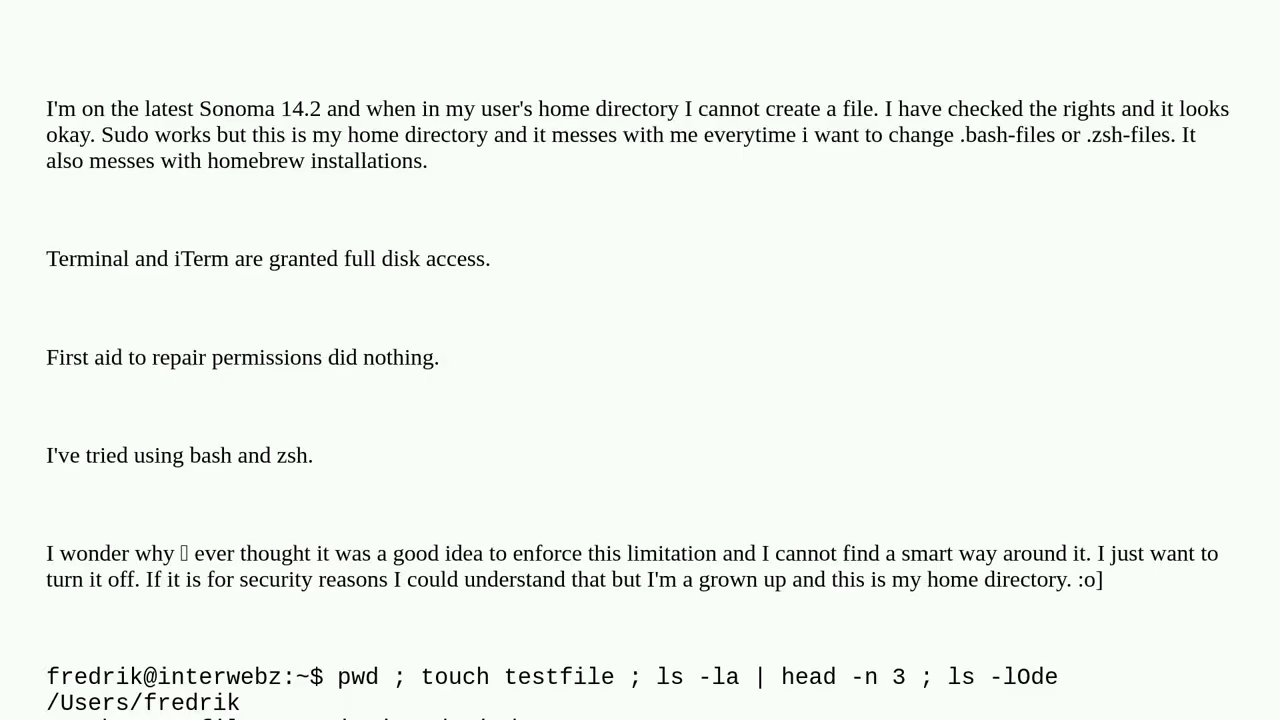 I'm on the latest Sonoma 14.2 and when in my user's home directory I cannot create a file. I have checked the rights and it looks
okay. Sudo works but this is my home directory and it messes with me everytime i want to change .bash-files or .zsh-files. It
also messes with homebrew installations.
Terminal and iTerm are granted full disk access.
First aid to repair permissions did nothing.
I've tried using bash and zsh.
I wonder why ever thought it was a good idea to enforce this limitation and I cannot find a smart way around it. I just want to
turn it off. If it is for security reasons I could understand that but I'm a grown up and this is my home directory. :o]
fredrik@interwebz:~$ pwd ; touch testfile ; ls -la | head -n 3 ; ls -lOde
/Users/fredrik